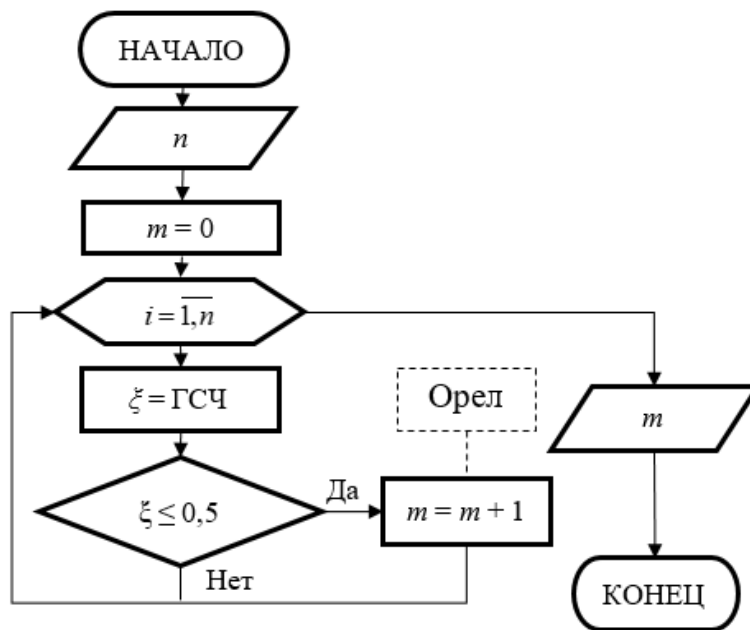 НАЧАЛО
n
m = 0
i = 1,n
ξ = ГСЧ
ξ ≤ 0,5
Да
Нет
Орел
m = m + 1
m
КОНЕЦ